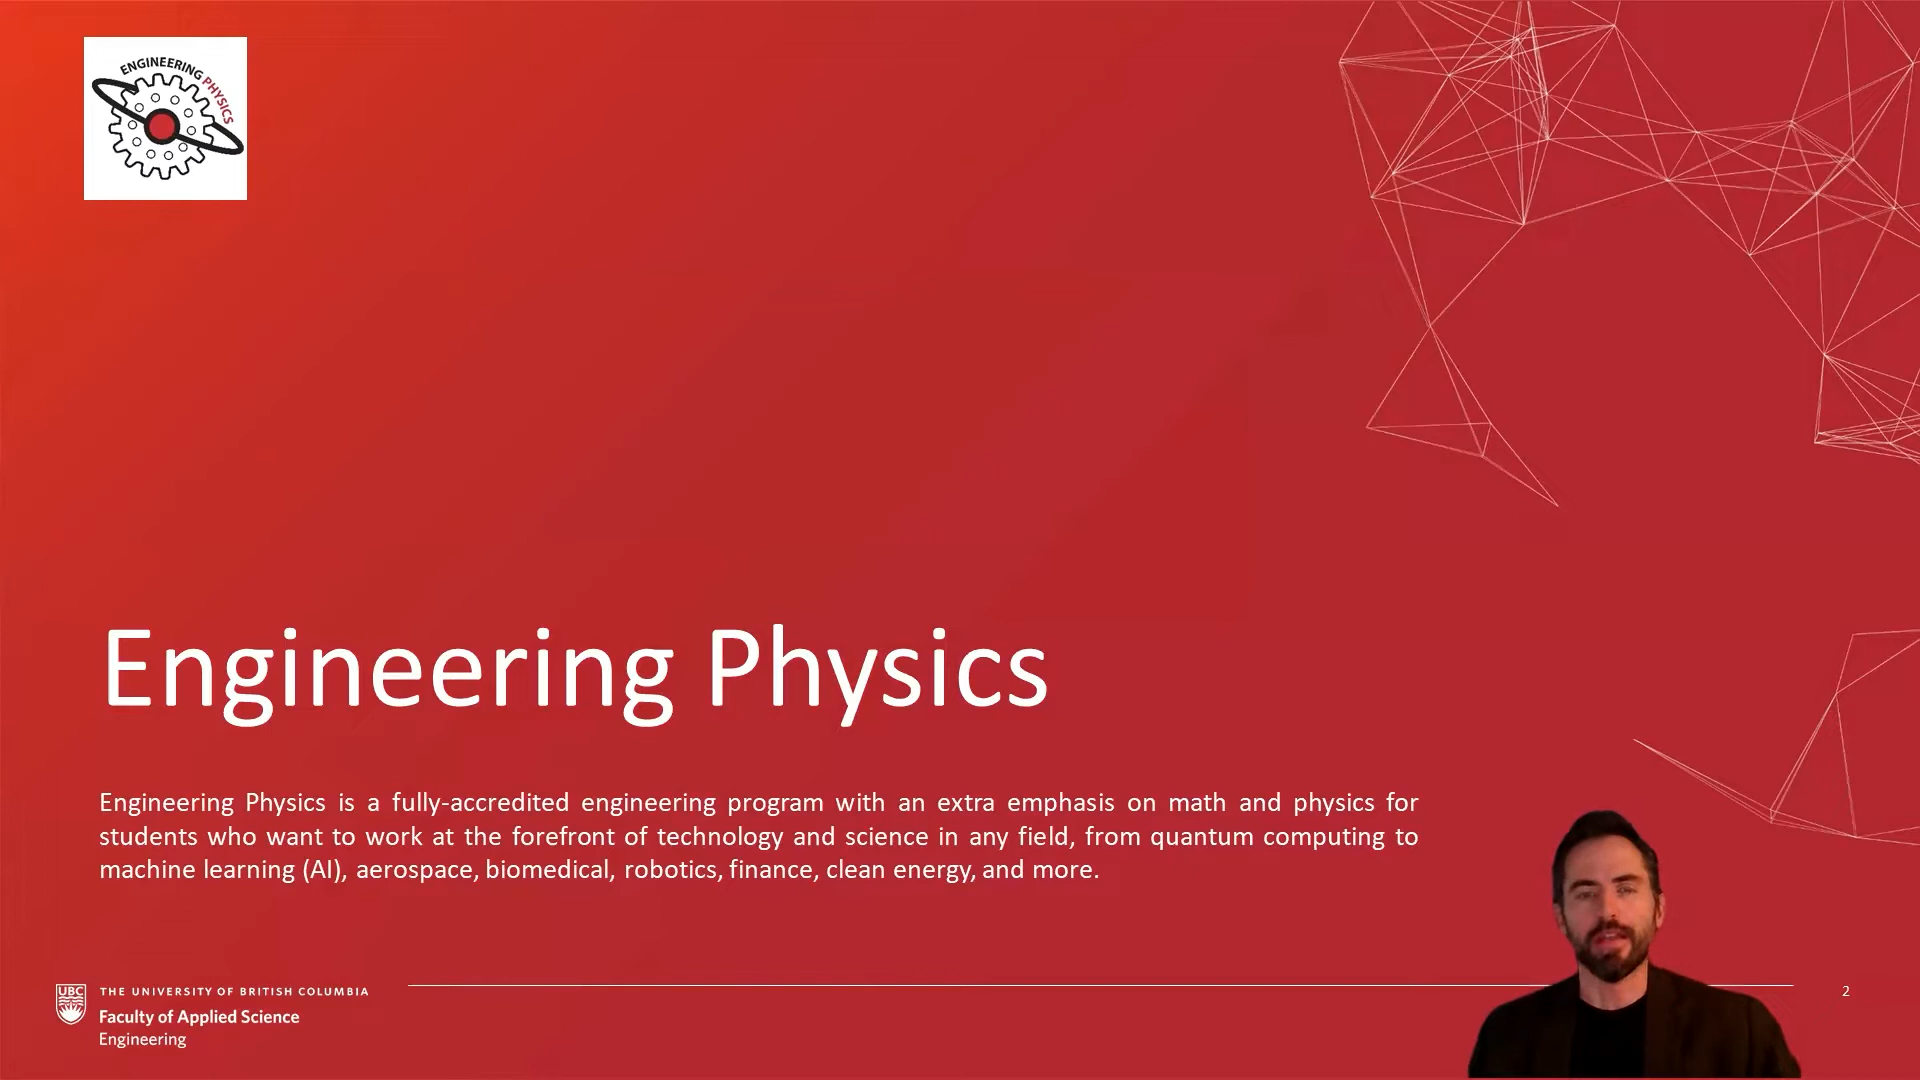 ENGINEERING PHYSICS
Engineering Physics
Engineering Physics is a fully-accredited engineering program with an extra emphasis on math and physics for
students who want to work at the forefront of technology and science in any field, from quantum computing to
machine learning (AI), aerospace, biomedical, robotics, finance, clean energy, and more.
UBC
THE UNIVERSITY OF BRITISH COLUMBIA
Faculty of Applied Science
Engineering
2